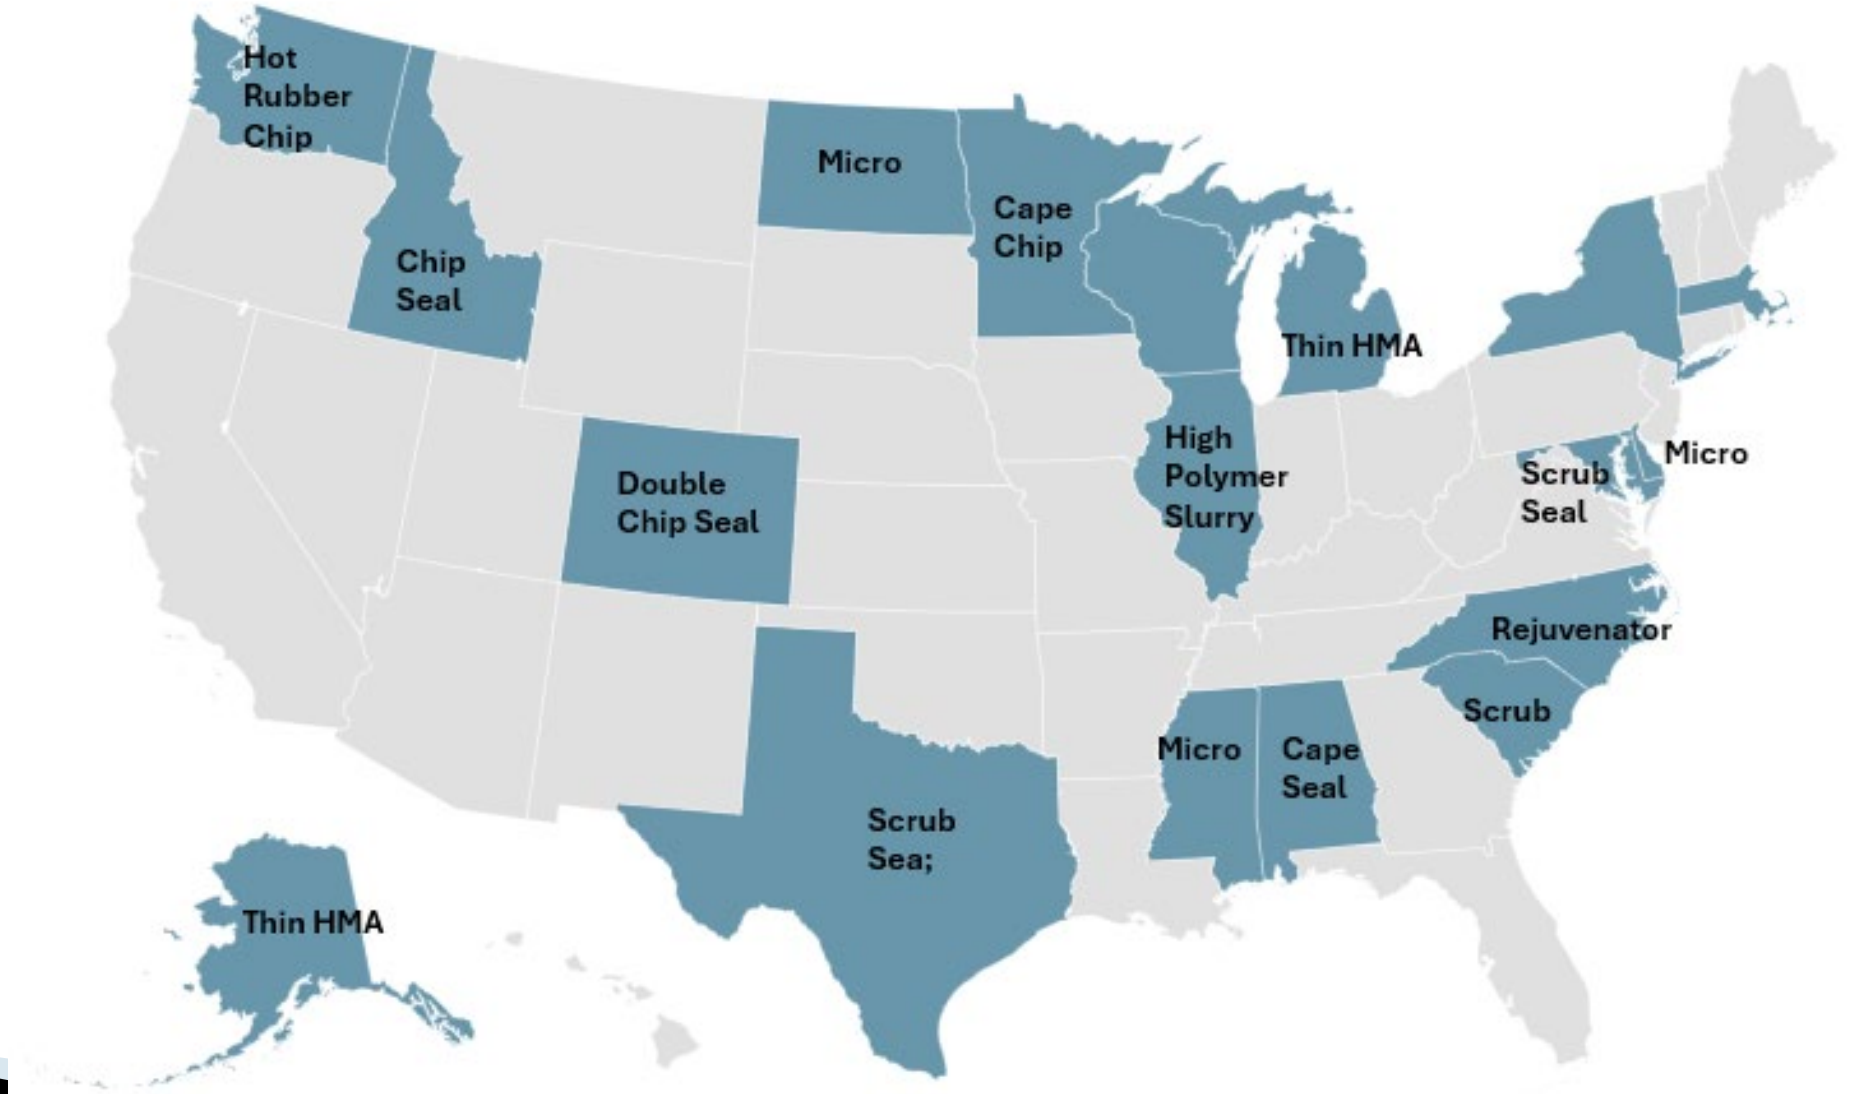 Hot
Rubber
Chip
Micro
Cape
Chip
Chip
Seal
Thin HMA
High
Polymer
Slurry
Micro
Scrub
Seal
Double
Chip Seal
Rejuvenator
Scrub
Micro
Cape
Seal
Scrub
Sea;
Thin HMA